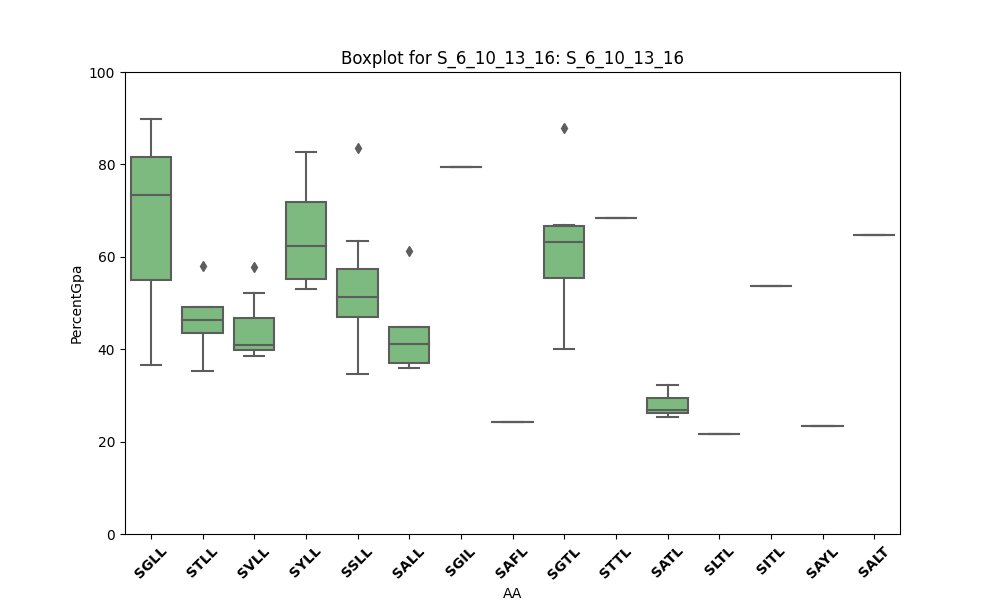 Boxplot for S_6_10_13_16: S_6_10_13_16
100
80
60
40
20
0
PercentGpa
SGLL STLL SVLL SYLL SSLL SALL SGIL SAFL SGTL STTL SATL SLTL SITL SAYL SALT
AA